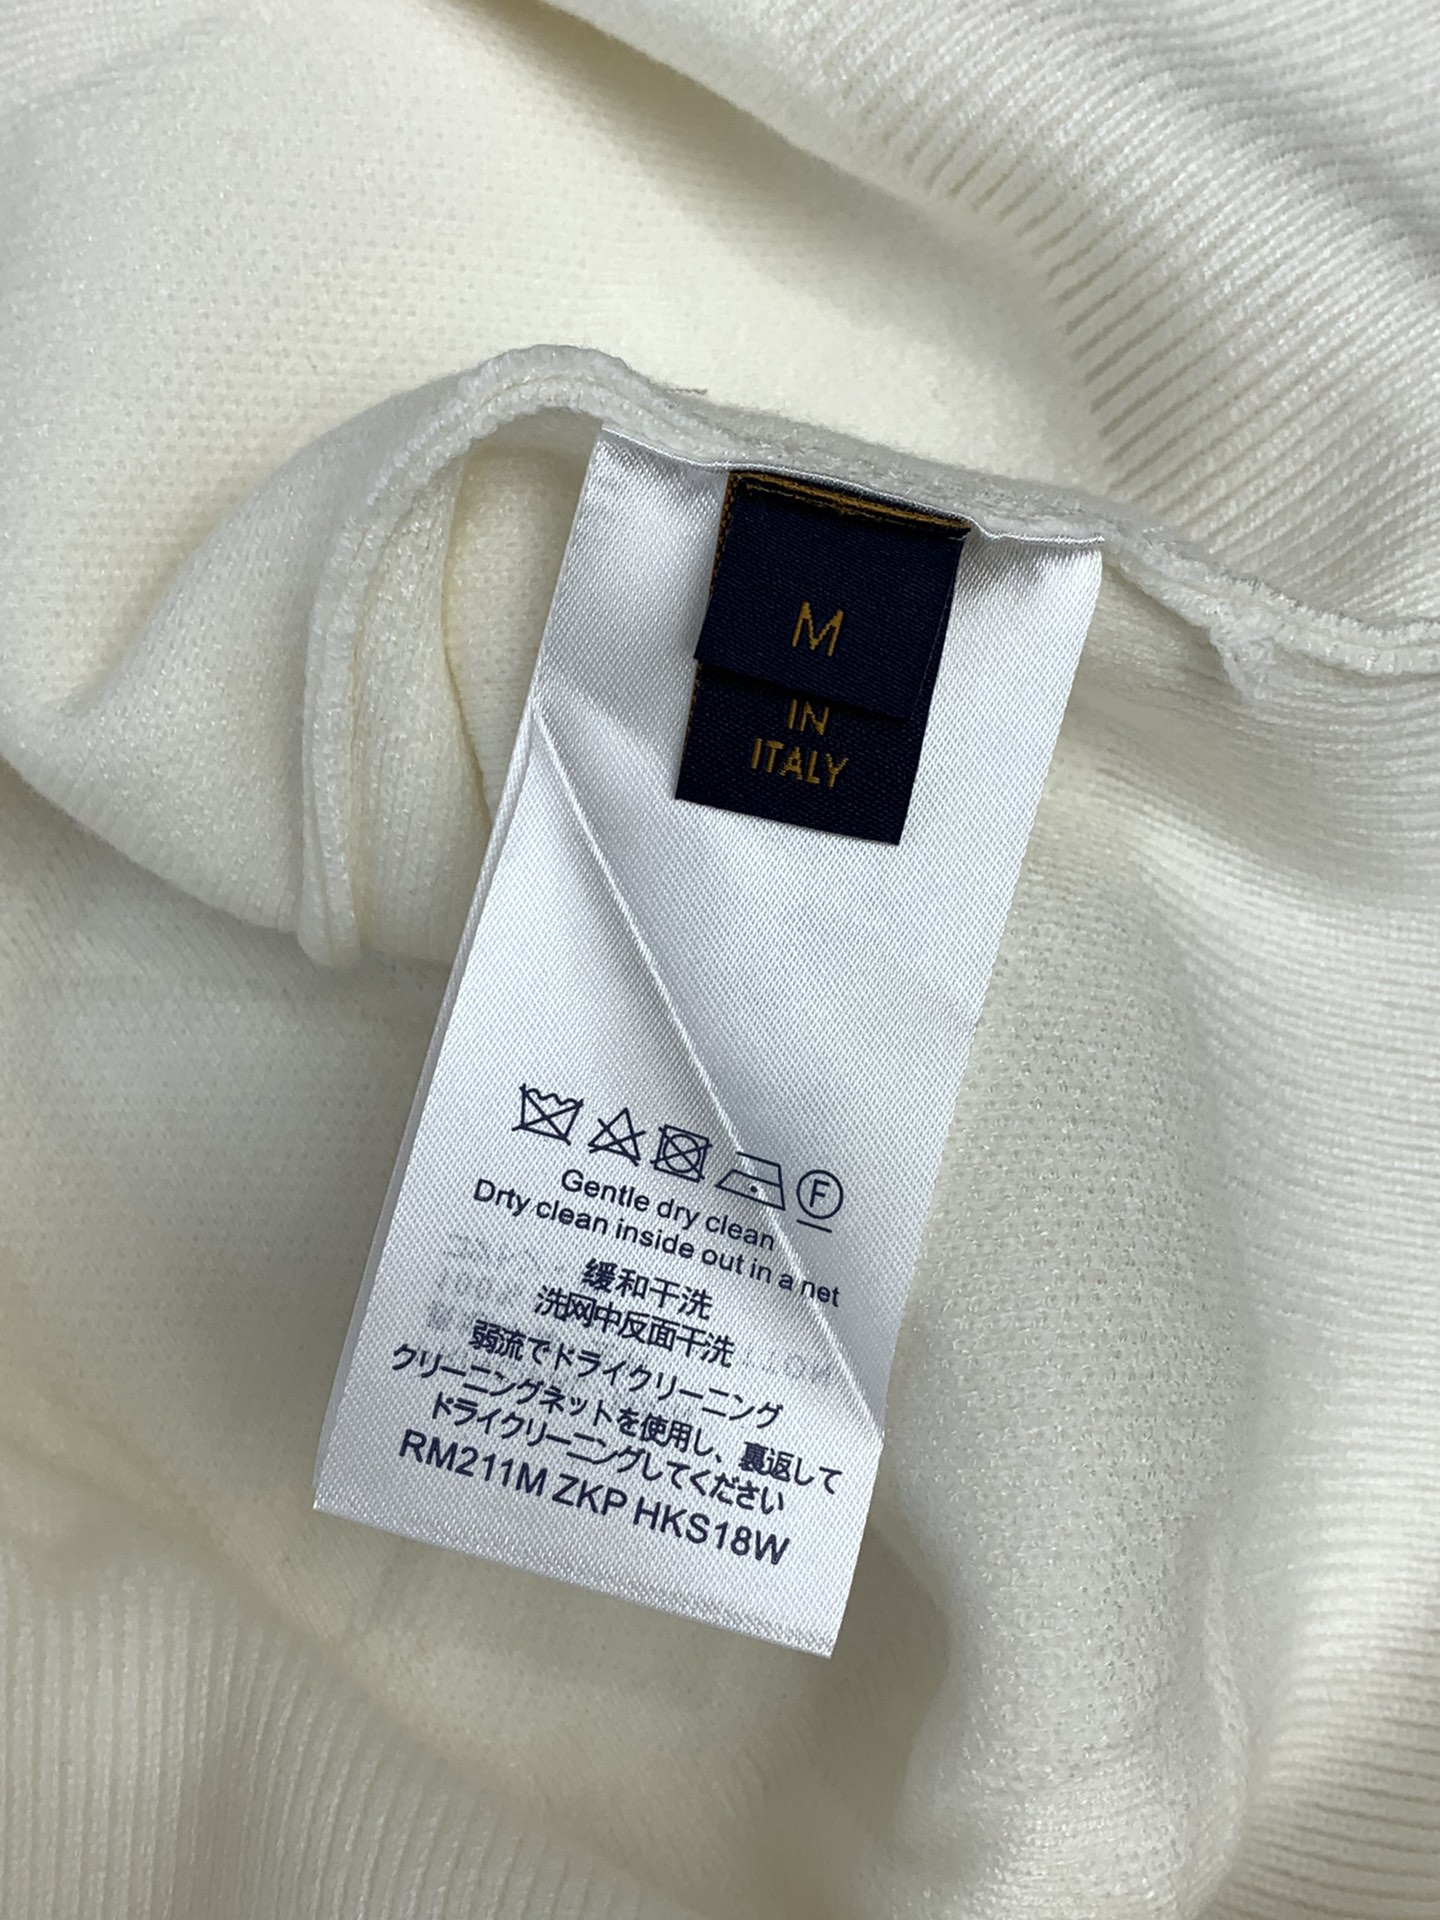 M
IN
ITALY
F
Gentle dry clean
Drty clean inside out in a net
缓和干洗
洗网中反面干洗
弱流でドライクリーニング
クリーニングネットを使用し、裏返して
ドライクリーニングしてください
RM211M ZKP HKS18W